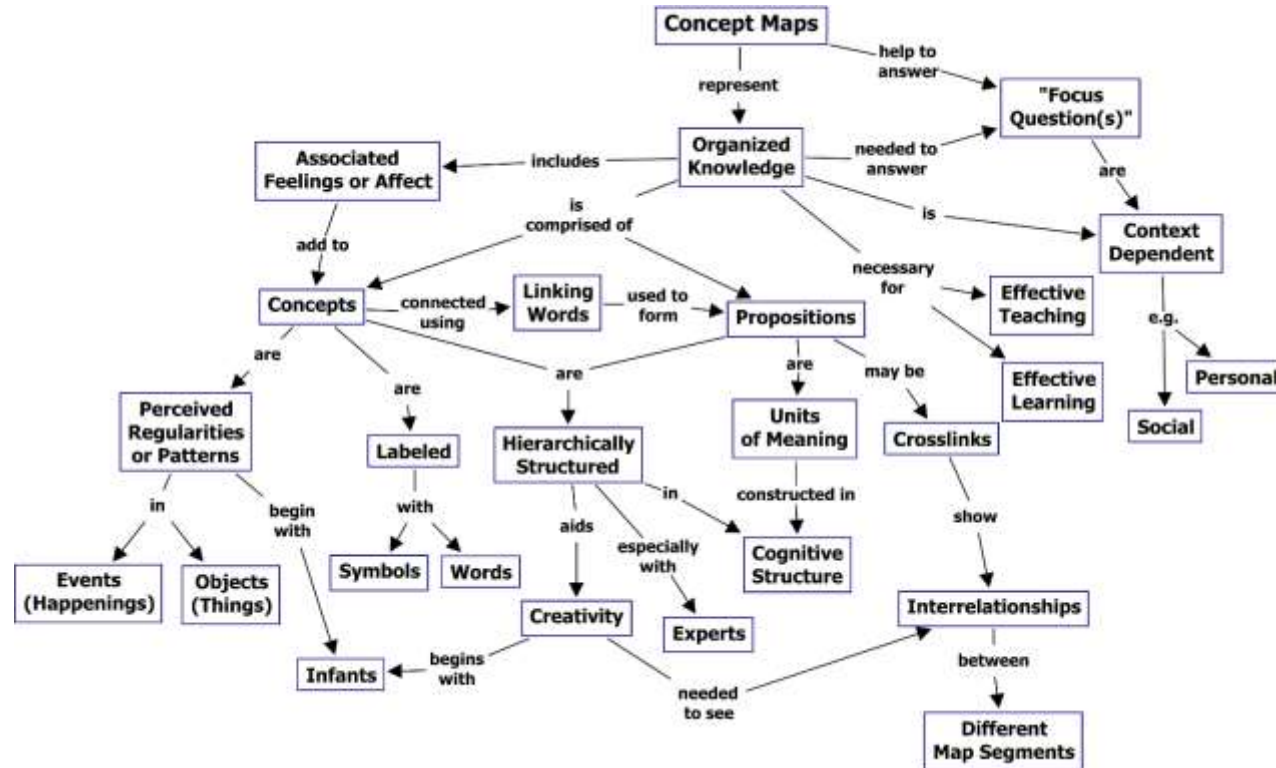 Concept Maps
help to
answer
represent
"Focus
Question(s)"
Organized
Knowledge
needed to
answer
Associated
Feelings or Affect
includes
are
is
comprised of
is
Context
Dependent
add to
necessary
for
Effective
Teaching
Concepts
connected
using
Linking
Words
used to
form
Propositions
e.g.
are
are
are
are
may be
Effective
Learning
Personal
Social
Perceived
Regularities
or Patterns
Labeled
Hierarchically
Structured
Units
of Meaning
Crosslinks
in
begin
with
with
aids
in
constructed in
show
especially
with
Events
(Happenings)
Objects
(Things)
Symbols
Words
Cognitive
Structure
Creativity
Experts
Interrelationships
Infants
begins
with
needed
to see
between
Different
Map Segments